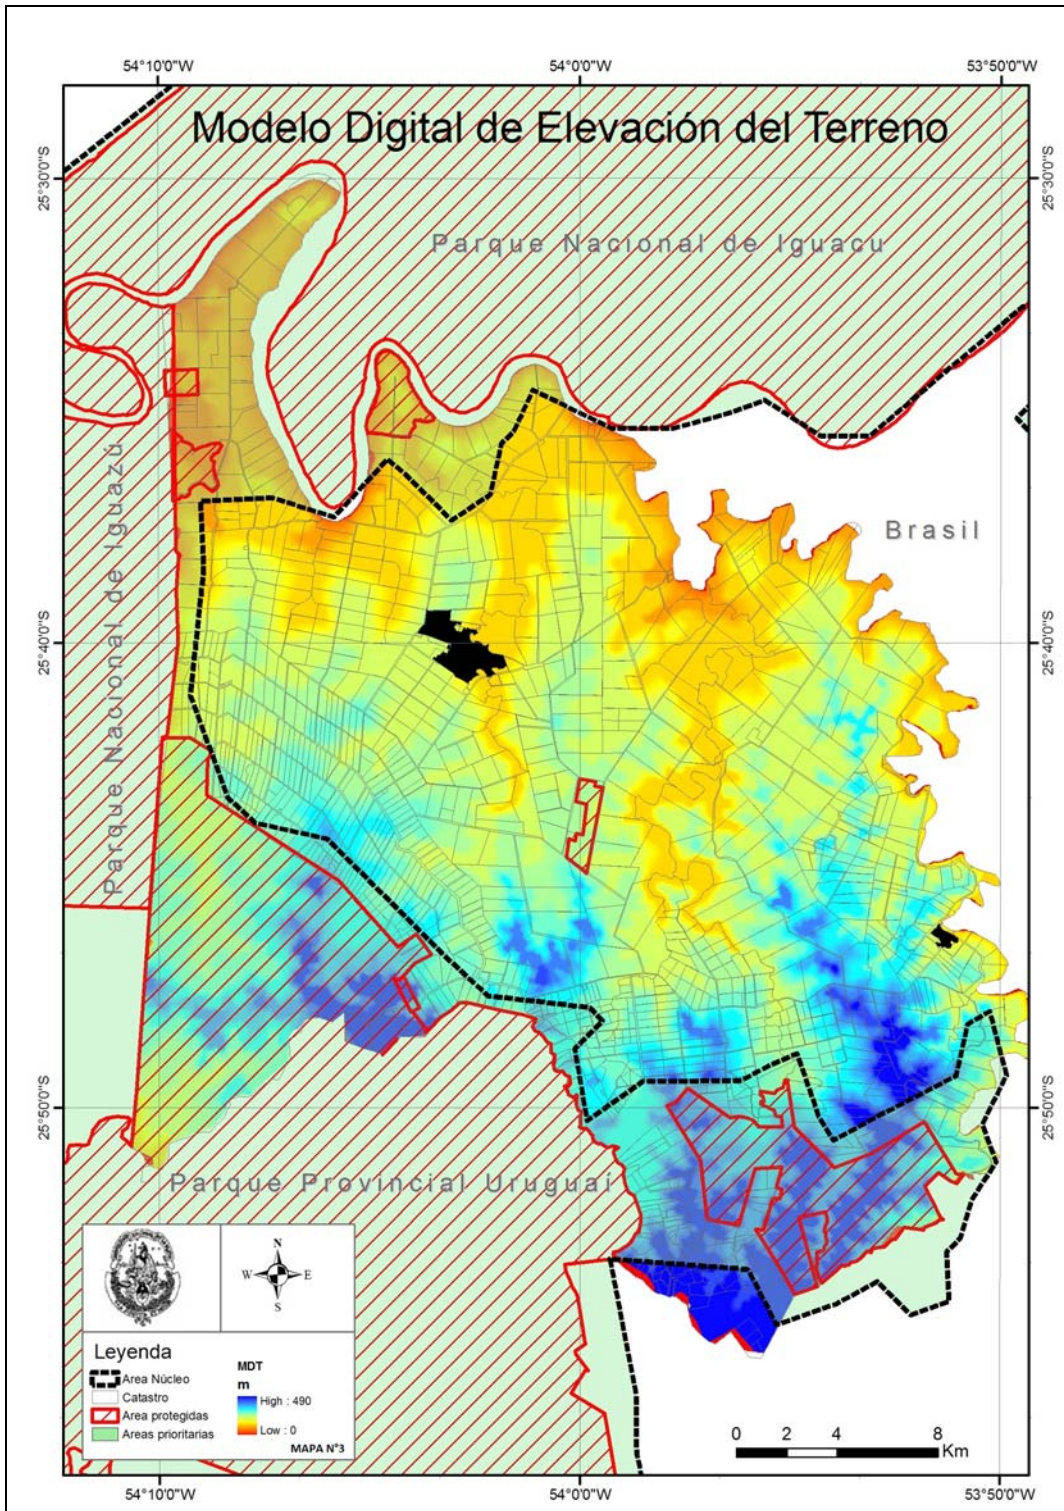 54°10'0"W 54°0'0"W 53°50'0"W
Modelo Digital de Elevación del Terreno
25°30'0"S 25°30'0"S
Parque Nacional de Iguacu
Parque Nacional de Iguazú
Brasil
25°40'0"S 25°40'0"S
25°50'0"S 25°50'0"S
Parque Provincial Uruguaí
N
W E
S
Leyenda
Area Núcleo
Catastro
Area protegidas
Areas prioritarias
MDT
m
High : 490
Low : 0
MAPA N°3
0 2 4 8
Km
54°10'0"W 54°0'0"W 53°50'0"W